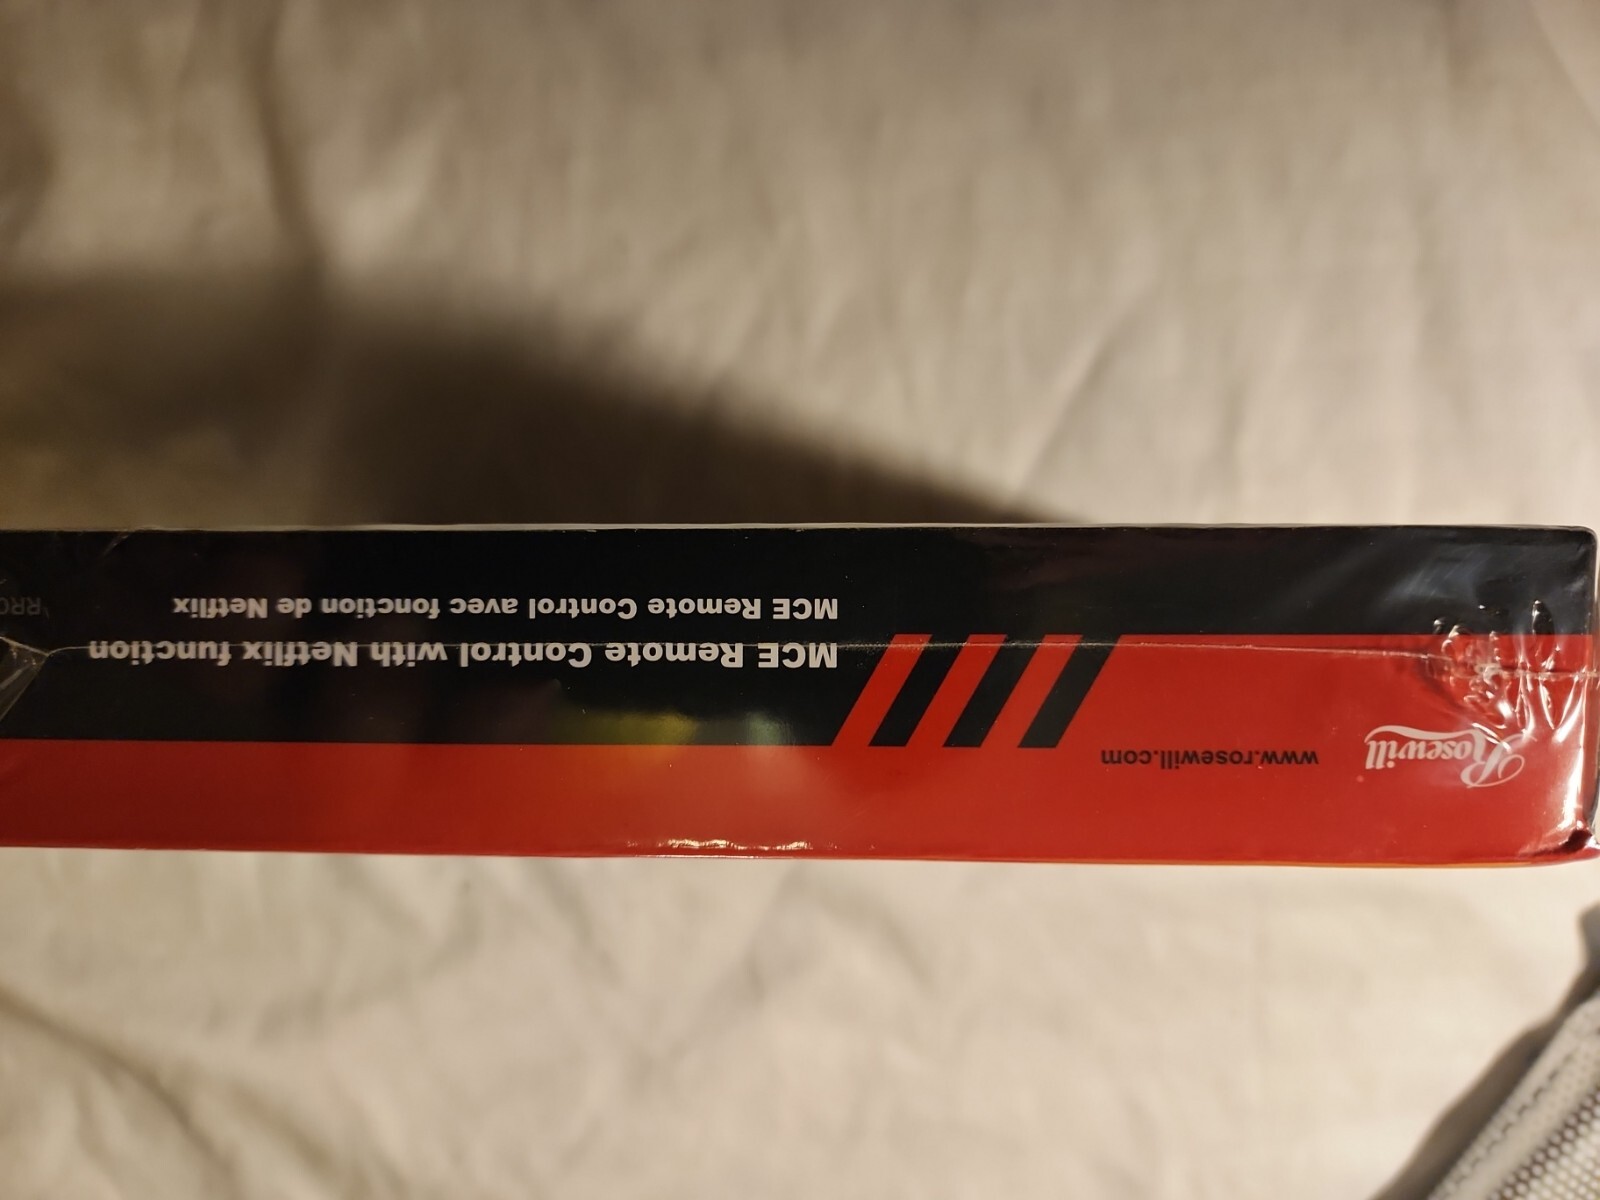 Rosewill
www.rosewill.com
MCE Remote Control with Netflix function
MCE Remote Control avec fonction de Netflix